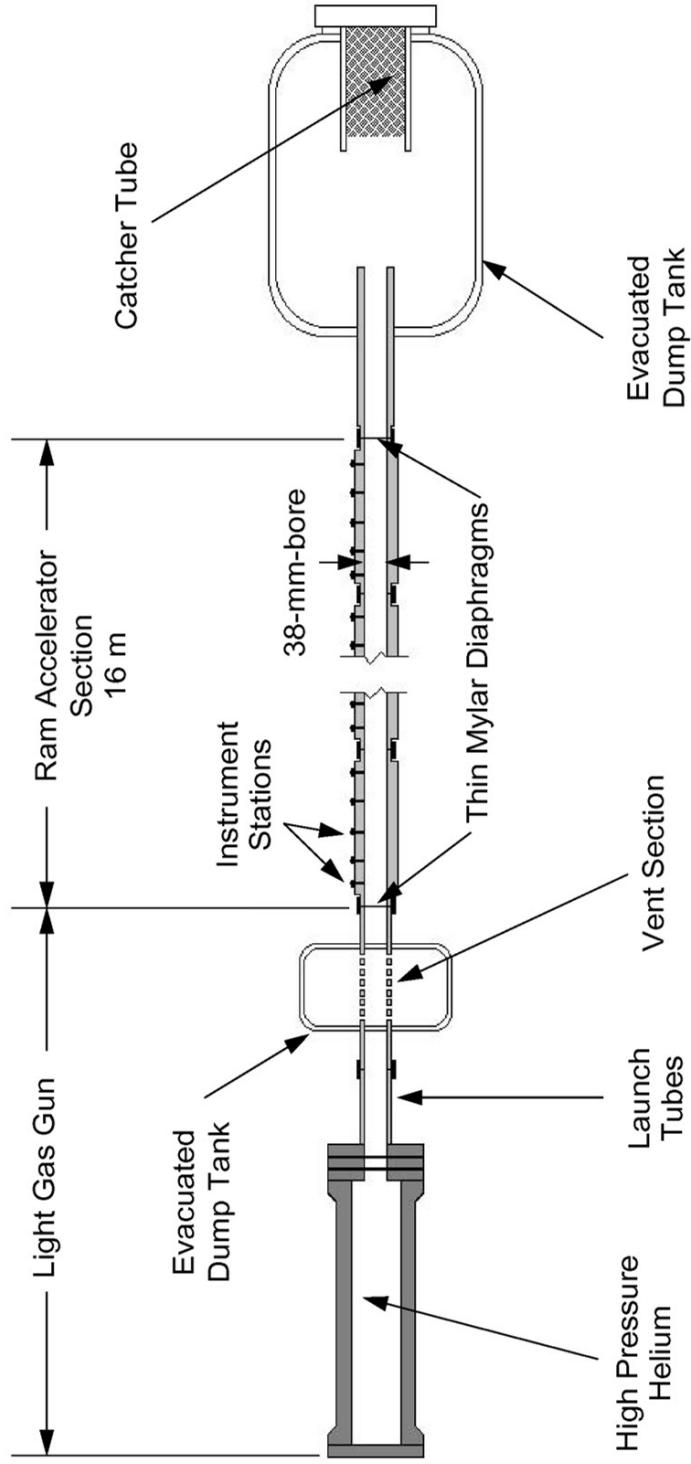 Light Gas Gun
Ram Accelerator
Section
16 m
Evacuated
Dump Tank
Instrument
Stations
38-mm-bore
Catcher Tube
High Pressure
Helium
Launch
Tubes
Vent Section
Thin Mylar Diaphragms
Evacuated
Dump Tank